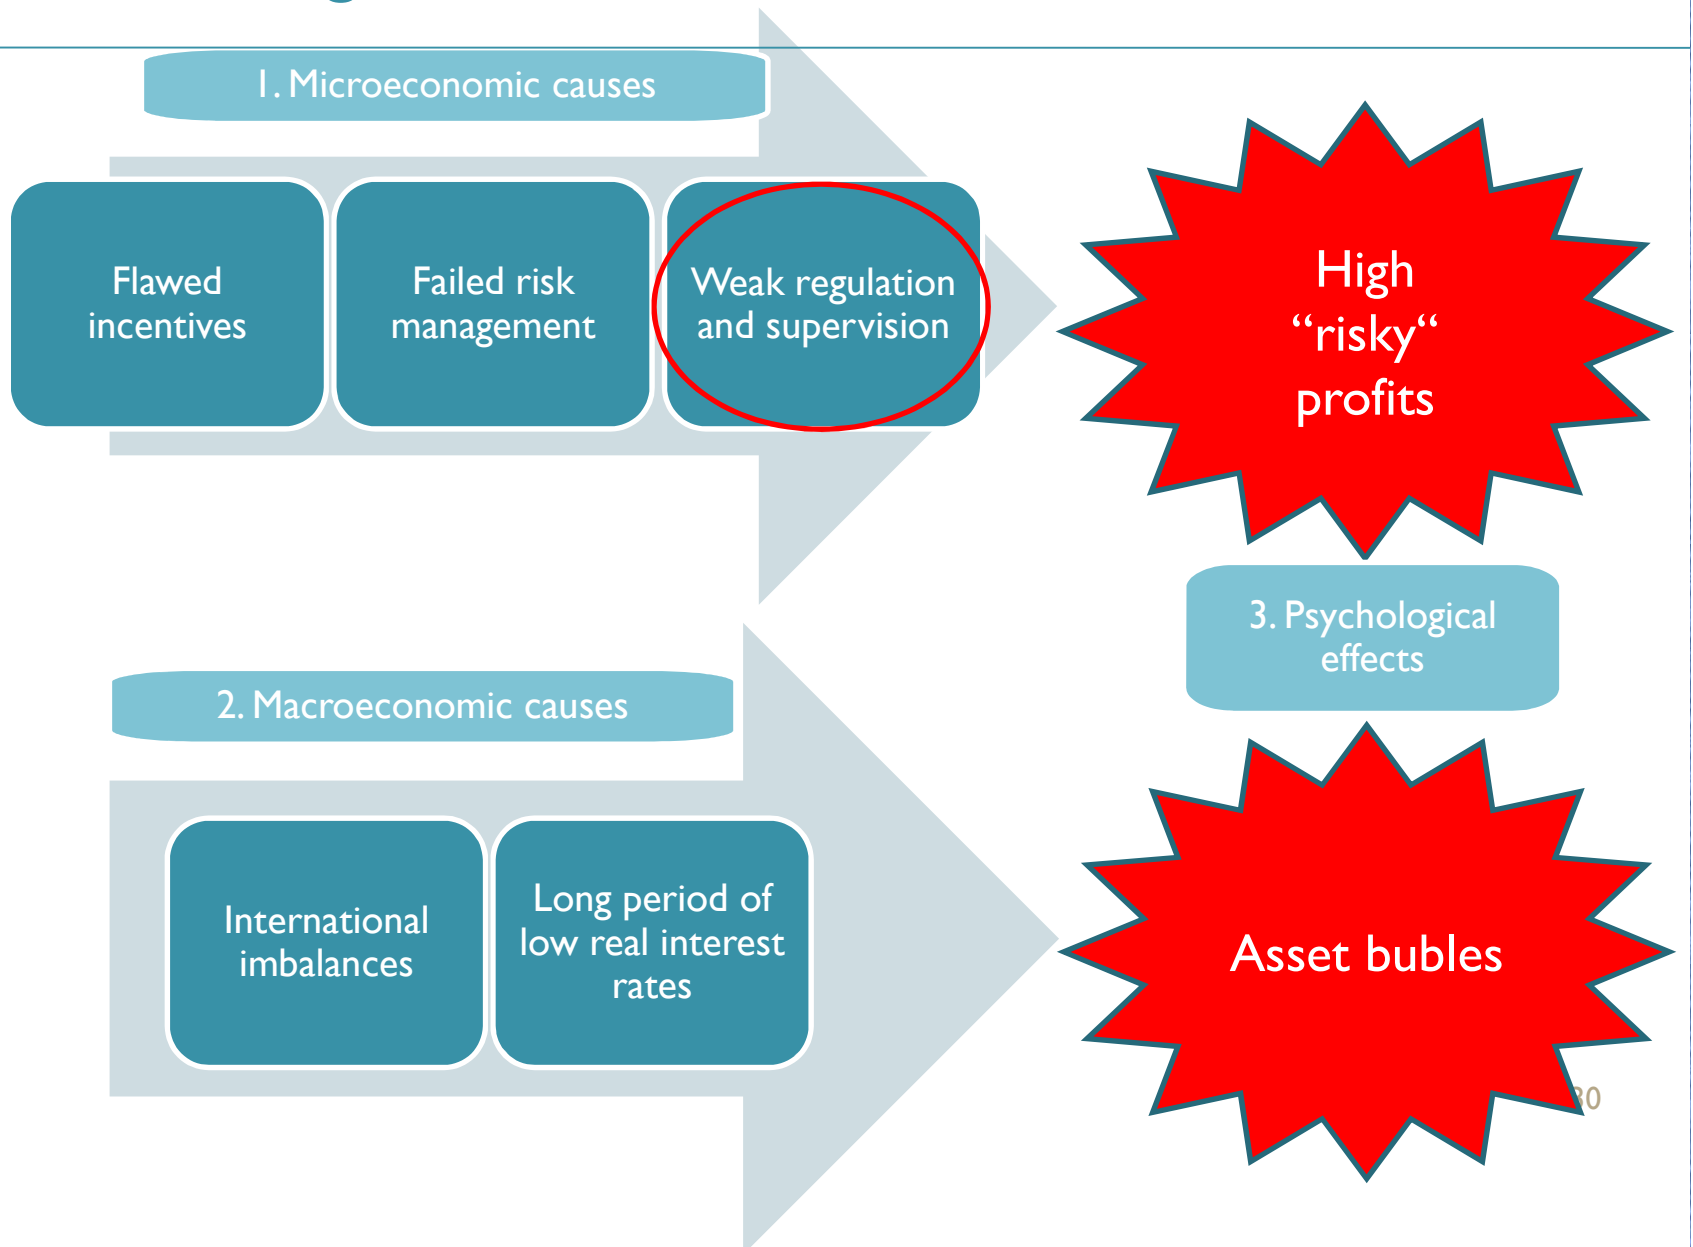 1. Microeconomic causes
Flawed
incentives
Failed risk
management
Weak regulation
and supervision
High
“risky“
profits
3. Psychological
effects
2. Macroeconomic causes
International
imbalances
Long period of
low real interest
rates
Asset bubles